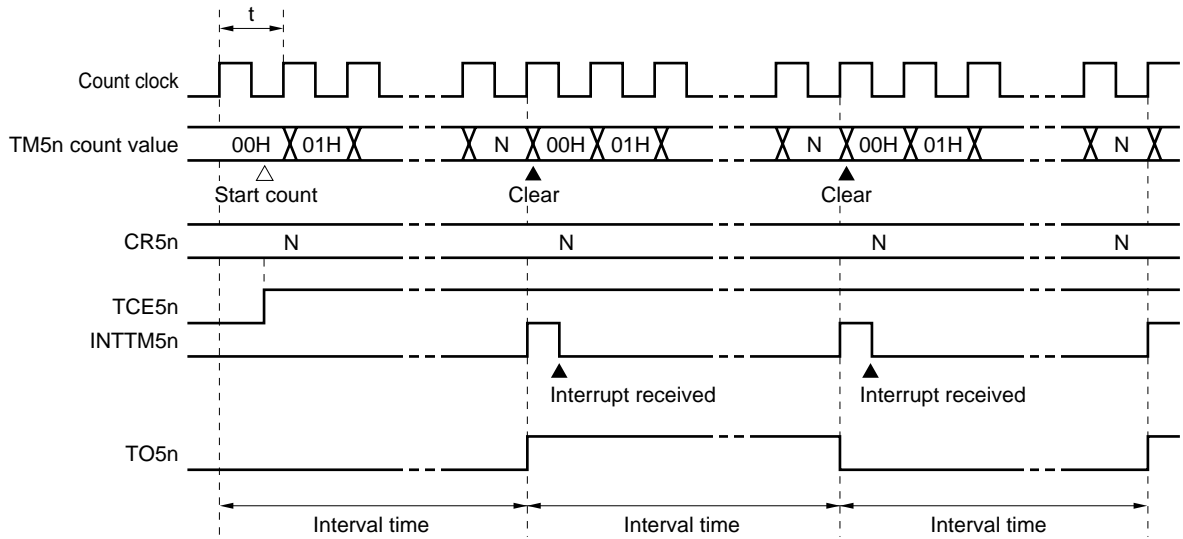 t
Count clock
TM5n count value 00H 01H N 00H 01H N 00H 01H N
Start count Clear Clear
CR5n N N N N
TCE5n
INTTM5n
Interrupt received Interrupt received
TO5n
Interval time Interval time Interval time